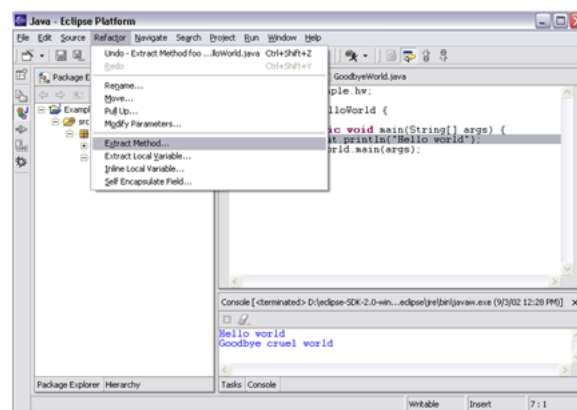 Java - Eclipse Platform
File Edit Source Refactor Navigate Search Project Run Window Help
Undo - Extract Method foo ...lloWorld.java Ctrl+Shift+Z
Redo Ctrl+Shift+Y
Package E
GoodbyeWorld.java
Rename...
Move...
Pull Up...
Modify Parameters...
Extract Method...
Extract Local Variable...
Inline Local Variable...
Self Encapsulate Field...
Exampl
src
ple.hw;
lloWorld {
ic void main(String[] args) {
t.println("Hello world");
rld.main(args);
Console [<terminated> D:\eclipse-SDK-2.0-win...eclipse\jre\bin\javaw.exe (9/3/02 12:28 PM)]
Hello world
Goodbye cruel world
Package Explorer Hierarchy
Tasks Console
Writable Insert 7 : 1